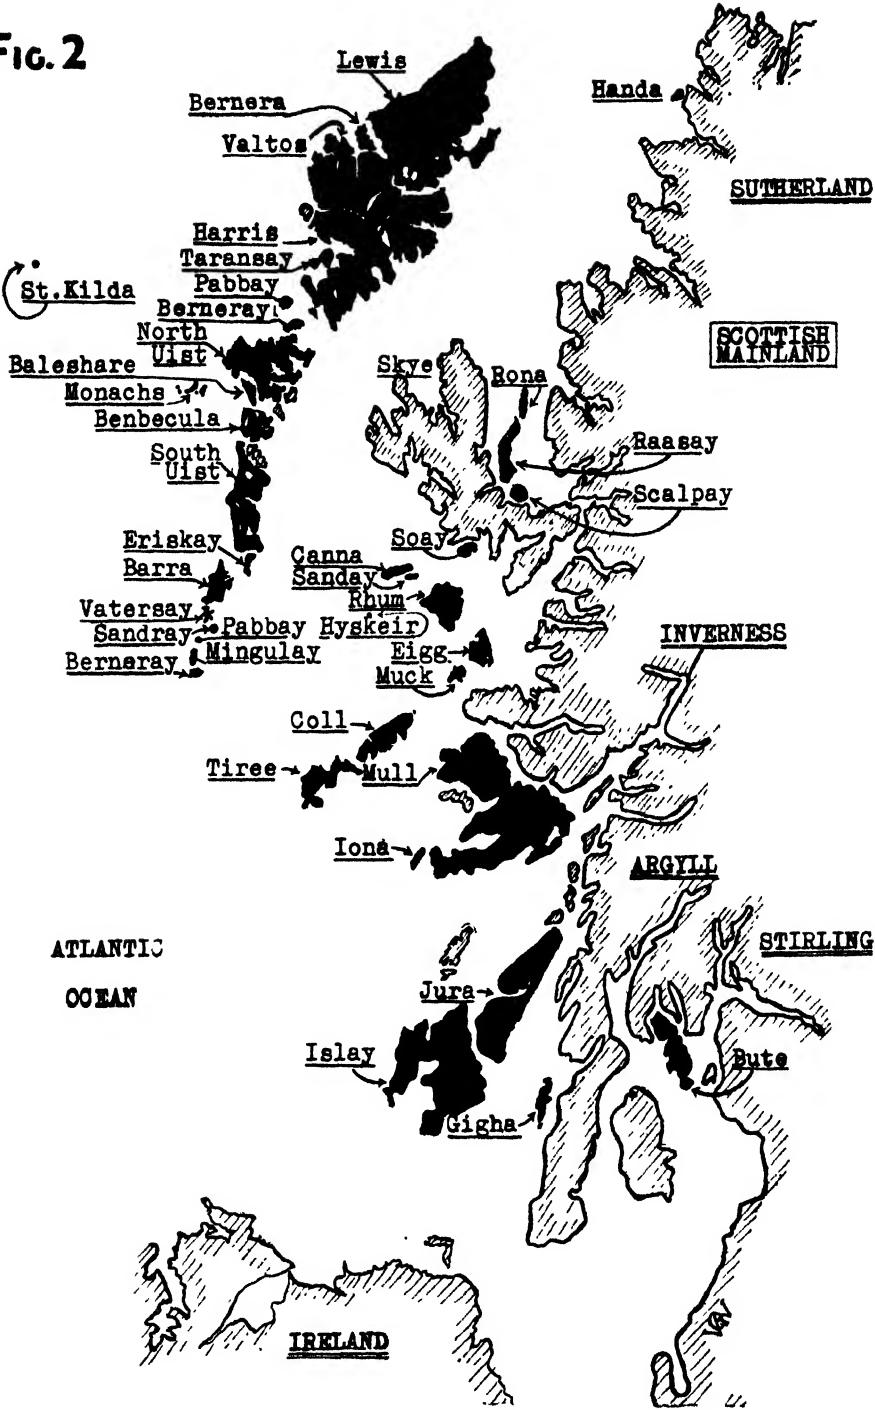 Fig. 2
Lewis
Bernera
Valtos
Handa
SUTHERLAND
Harris
Taransay
Pabbay
Berneray
St.Kilda
North
Uist
SCOTTISH
MAINLAND
Baleshare
Monachs
Benbecula
Skye
Rona
South
Uist
Raasay
Scalpay
Eriskay
Barra
Soay
Canna
Sanday
Rhum
Vatersay
Sandray
Pabbay
Hyskeir
Mingulay
Berneray
INVERNESS
Eigg
Muck
Coll
Tiree
Mull
Iona
ARGYLL
ATLANTIC
OCEAN
STIRLING
Jura
Islay
Bute
Gigha
IRELAND